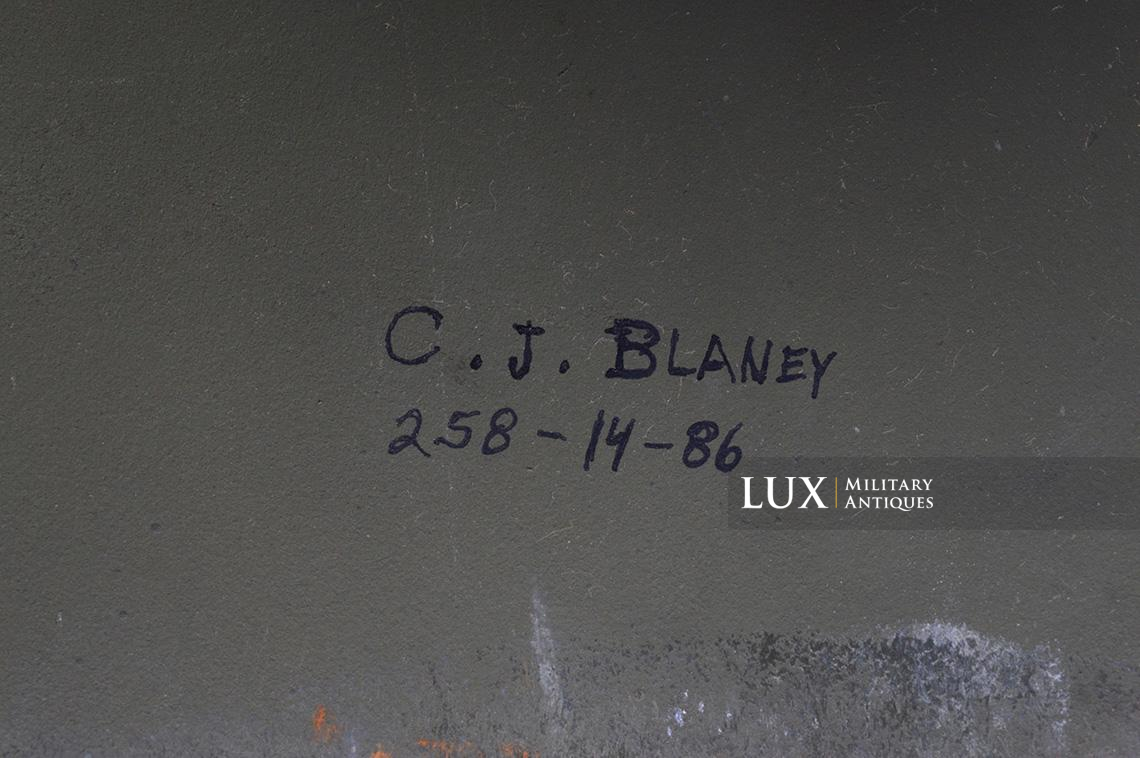 C. J. BLANEY
258-14-86
LUX MILITARY
ANTIQUES